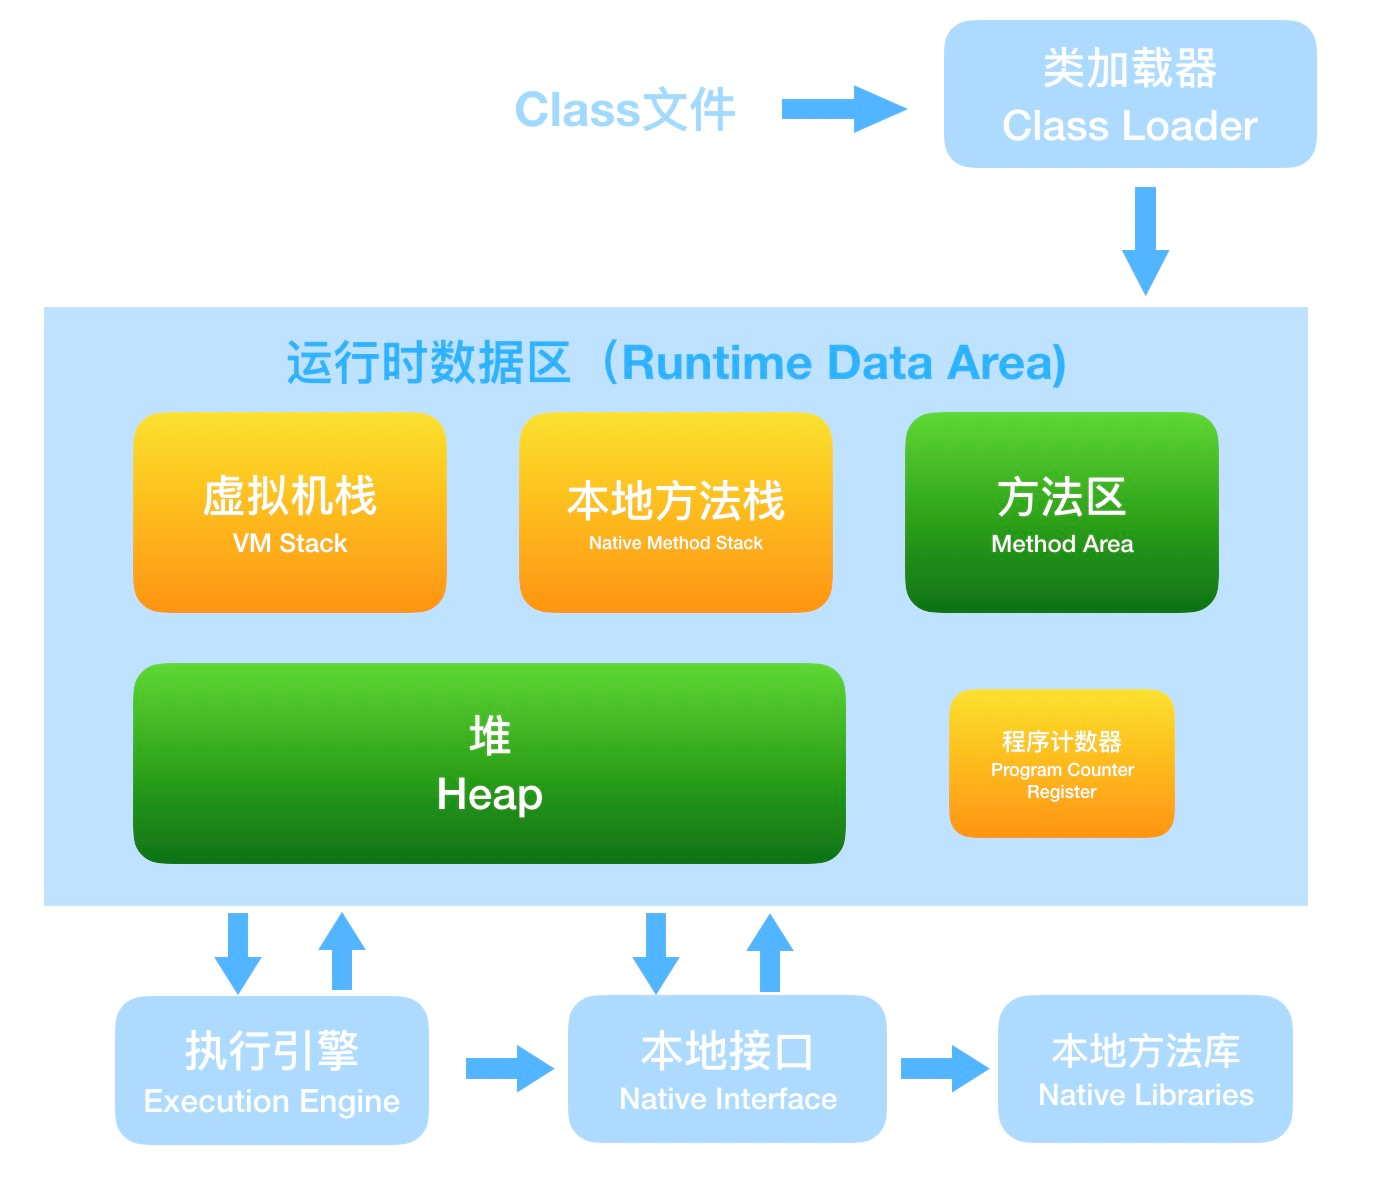 Class文件
类加载器
Class Loader
运行时数据区（Runtime Data Area)
虚拟机栈
VM Stack
本地方法栈
Native Method Stack
方法区
Method Area
堆
Heap
程序计数器
Program Counter
Register
执行引擎
Execution Engine
本地接口
Native Interface
本地方法库
Native Libraries